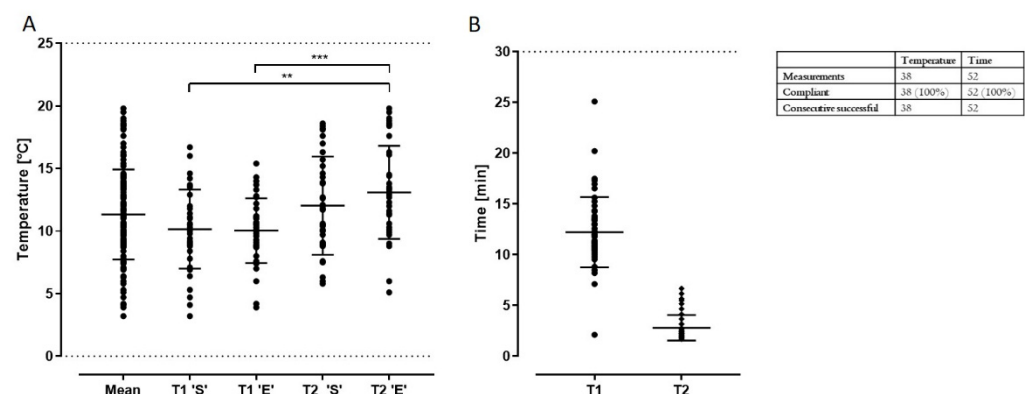 A
Temperature [°C]
25
20
15
10
5
0
***
**
Mean
T1 'S'
T1 'E'
T2 'S'
T2 'E'
B
Time [min]
30
25
20
15
10
5
0
T1
T2
Temperature Time
Measurements 38 52
Compliant 38 (100%) 52 (100%)
Consecutive successful 38 52